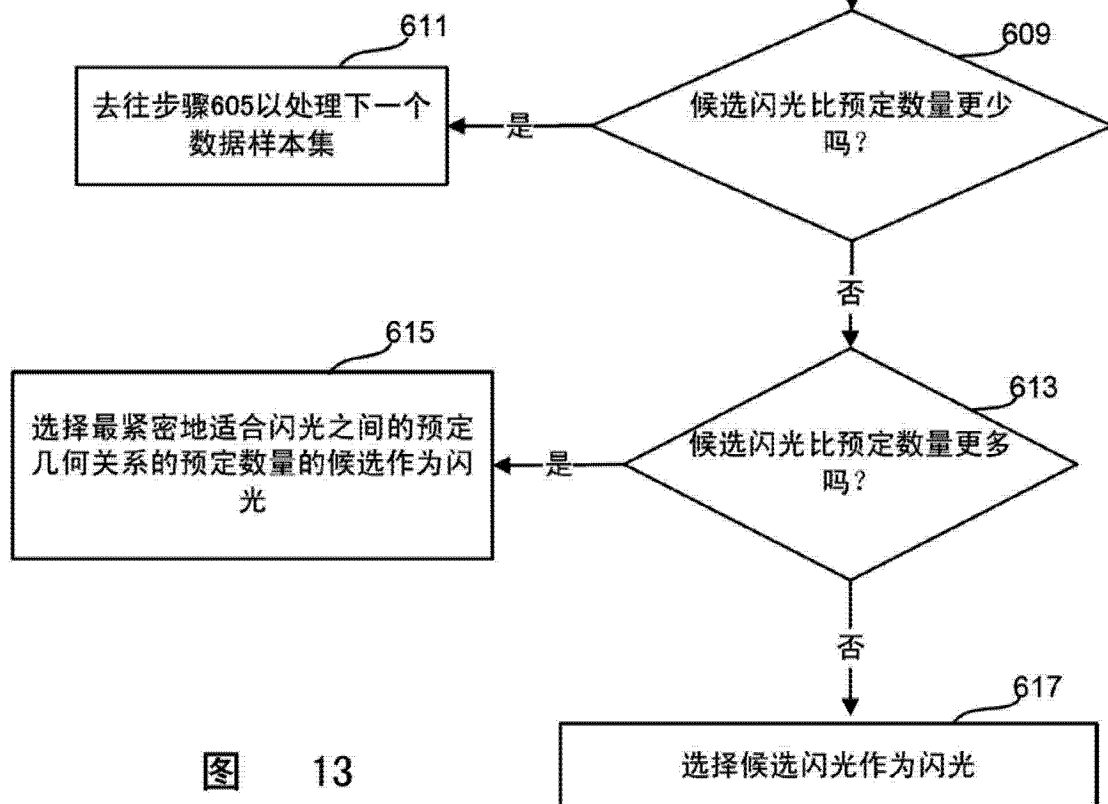 611
去往步骤605以处理下一个
数据样本集
是
609
候选闪光比预定数量更少
吗？
否
615
选择最紧密地适合闪光之间的预定
几何关系的预定数量的候选作为闪
光
是
613
候选闪光比预定数量更多
吗？
否
617
选择候选闪光作为闪光
图 13